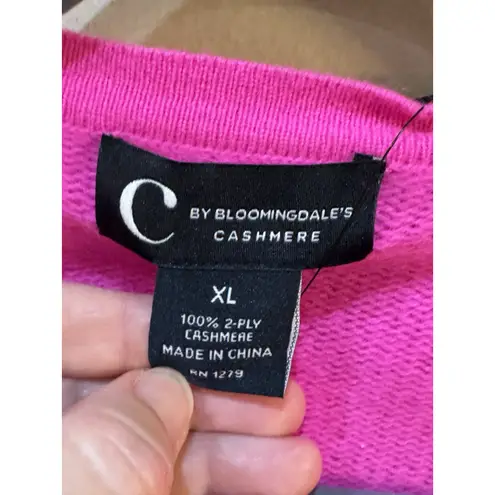 C
BY BLOOMINGDALE'S
CASHMERE
XL
100% 2-PLY
CASHMERE
MADE IN CHINA
RN 1279